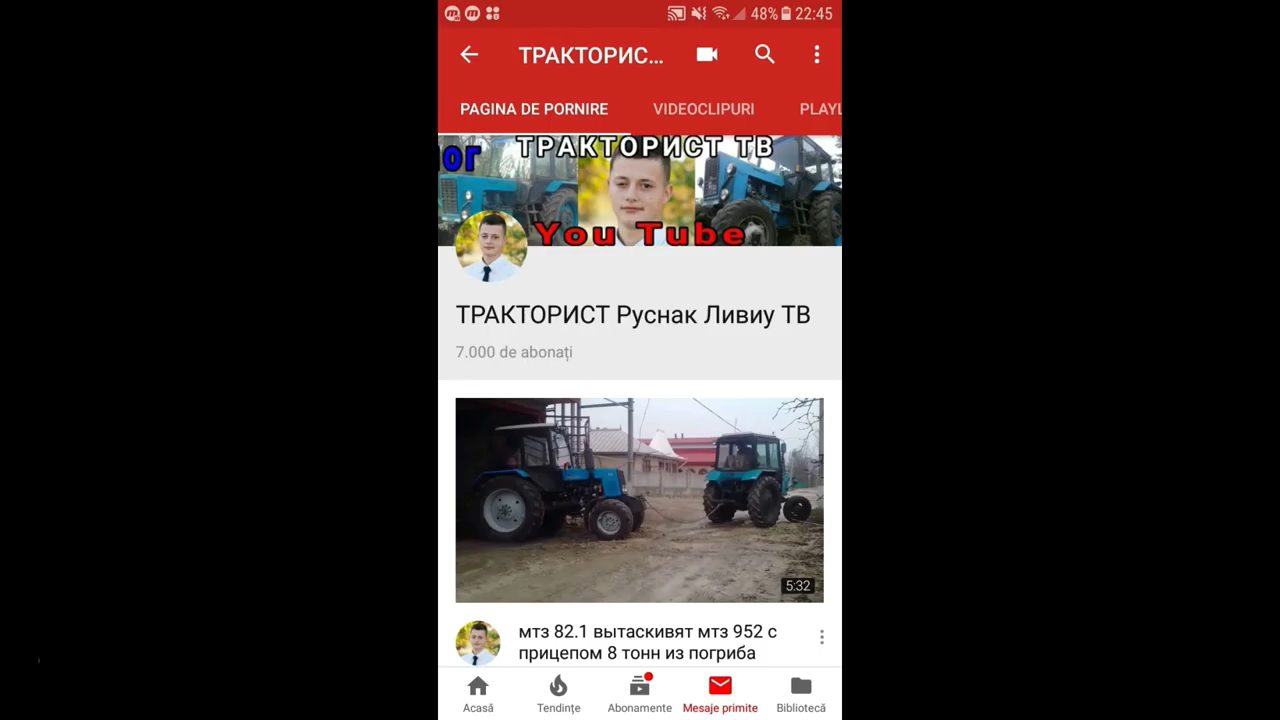 48% 22:45
ТРАКТОРИС...
PAGINA DE PORNIRE VIDEOCLIPURI PLAYL
ОГ
ТРАКТОРИСТ ТВ
You Tube
ТРАКТОРИСТ Руснак Ливиу ТВ
7.000 de abonați
5:32
мтз 82.1 вытаскивят мтз 952 с
прицепом 8 тонн из погриба
Acasă Tendințe Abonamente Mesaje primite Bibliotecă